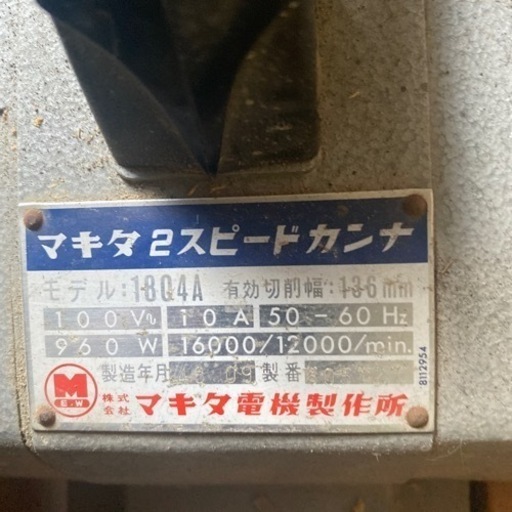 マキタ2スピードカンナ
モデル:1804A 有効切削幅:136mm
100V 10A 50-60Hz
960W 16000/12000/min.
製造年月 09 製番
M
E.W
株式会社 マキタ電機製作所
8112954